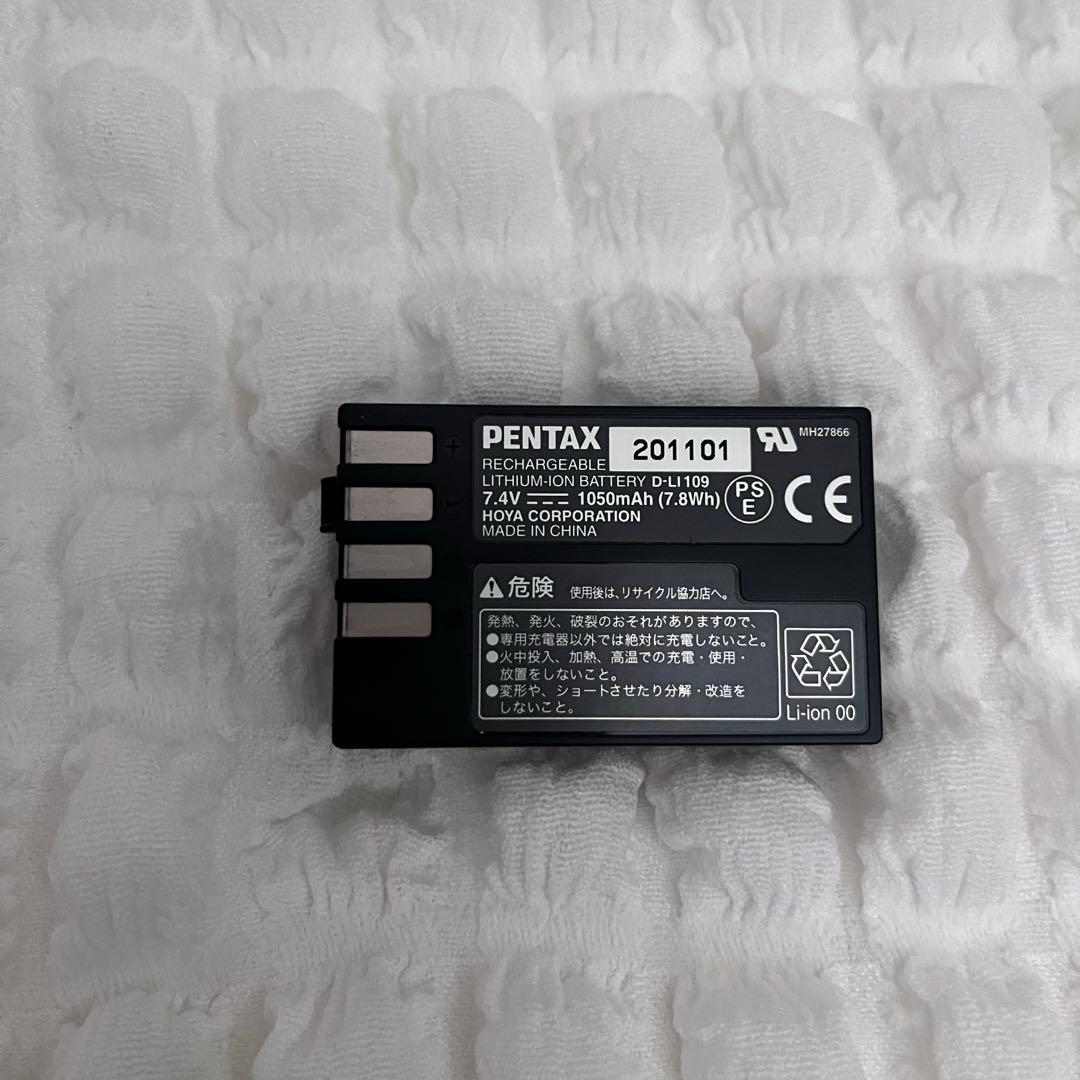 PENTAX
201101
MH27866
RECHARGEABLE
LITHIUM-ION BATTERY D-LI109
7.4V 1050mAh (7.8Wh)
HOYA CORPORATION
MADE IN CHINA
PS
E
CE
危険 使用後は、リサイクル協力店へ。
発熱、発火、破裂のおそれがありますので、
●専用充電器以外では絶対に充電しないこと。
●火中投入、加熱、高温での充電・使用・
放置をしないこと。
●変形や、ショートさせたり分解・改造を
しないこと。
Li-ion 00